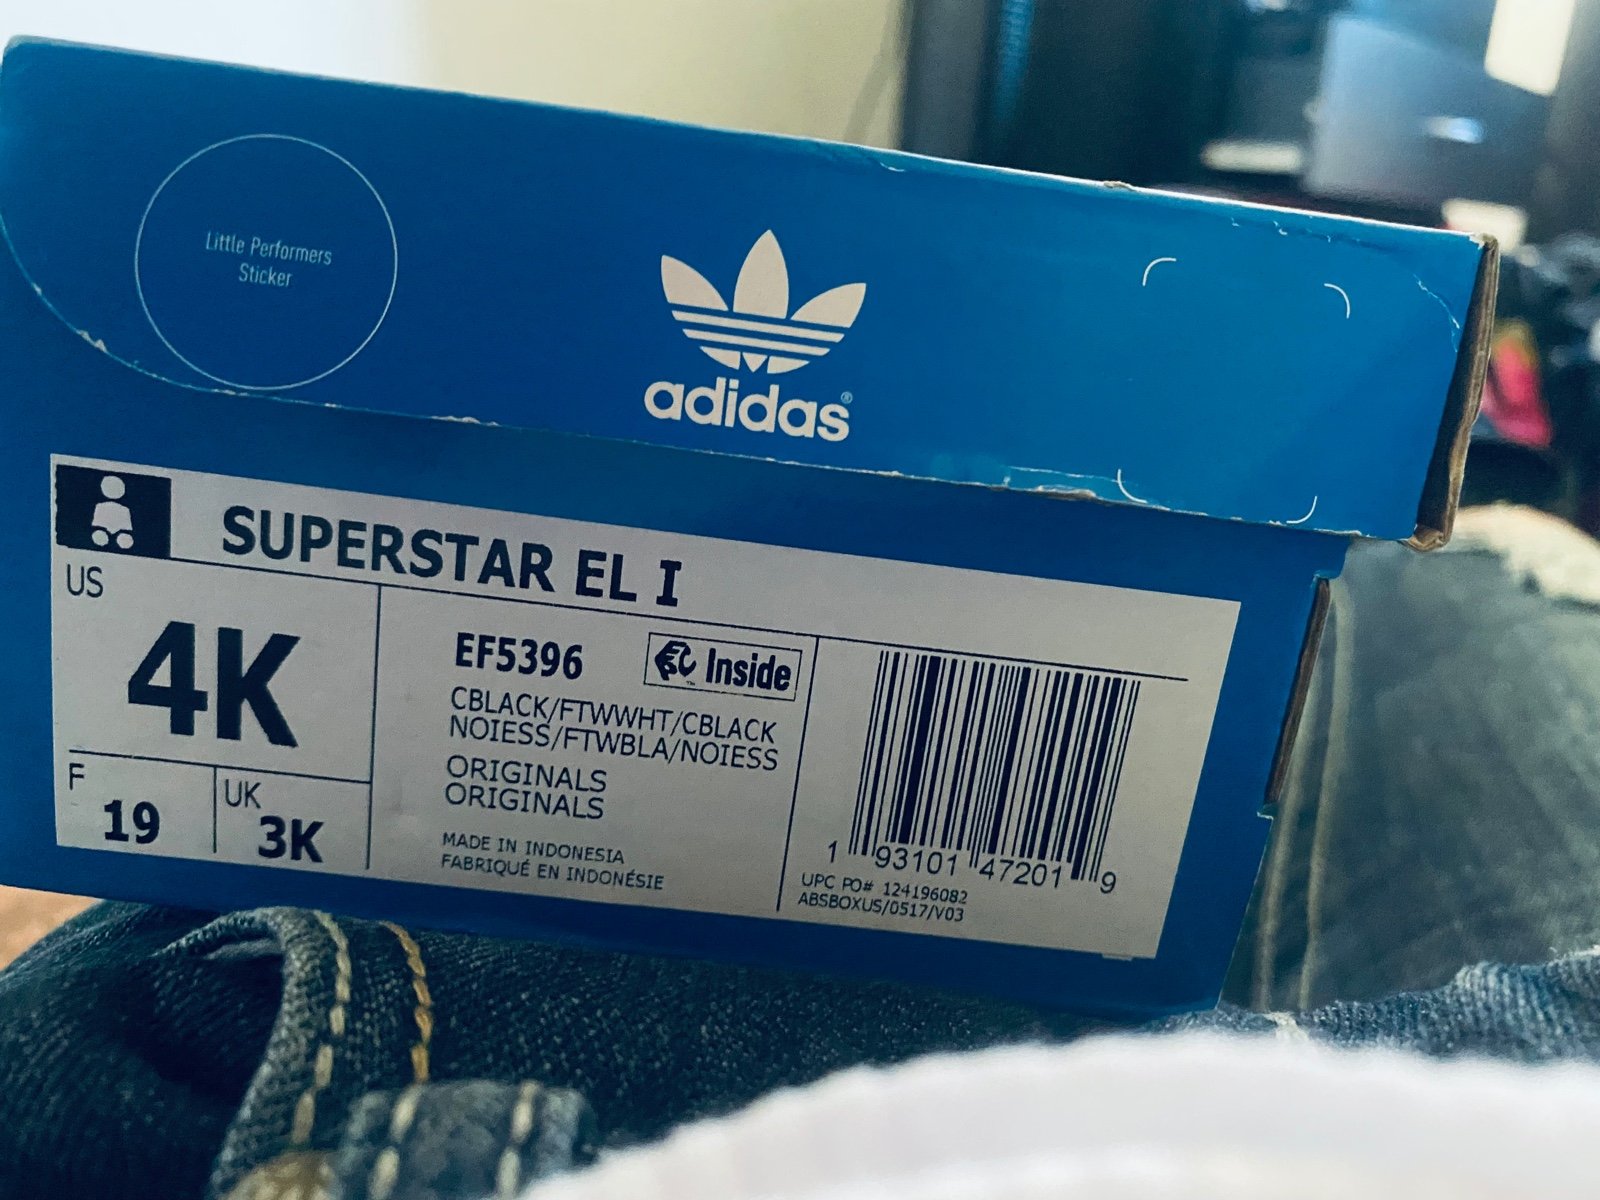 Little Performers
Sticker
adidas®
SUPERSTAR EL I
US
4K
F
19
UK
3K
EF5396
Inside
CBLACK/FTWWHT/CBLACK
NOIESS/FTWBLA/NOIESS
ORIGINALS
ORIGINALS
MADE IN INDONESIA
FABRIQUÉ EN INDONÉSIE
1 93101 47201 9
UPC PO# 124196082
ABSBOXUS/0517/V03